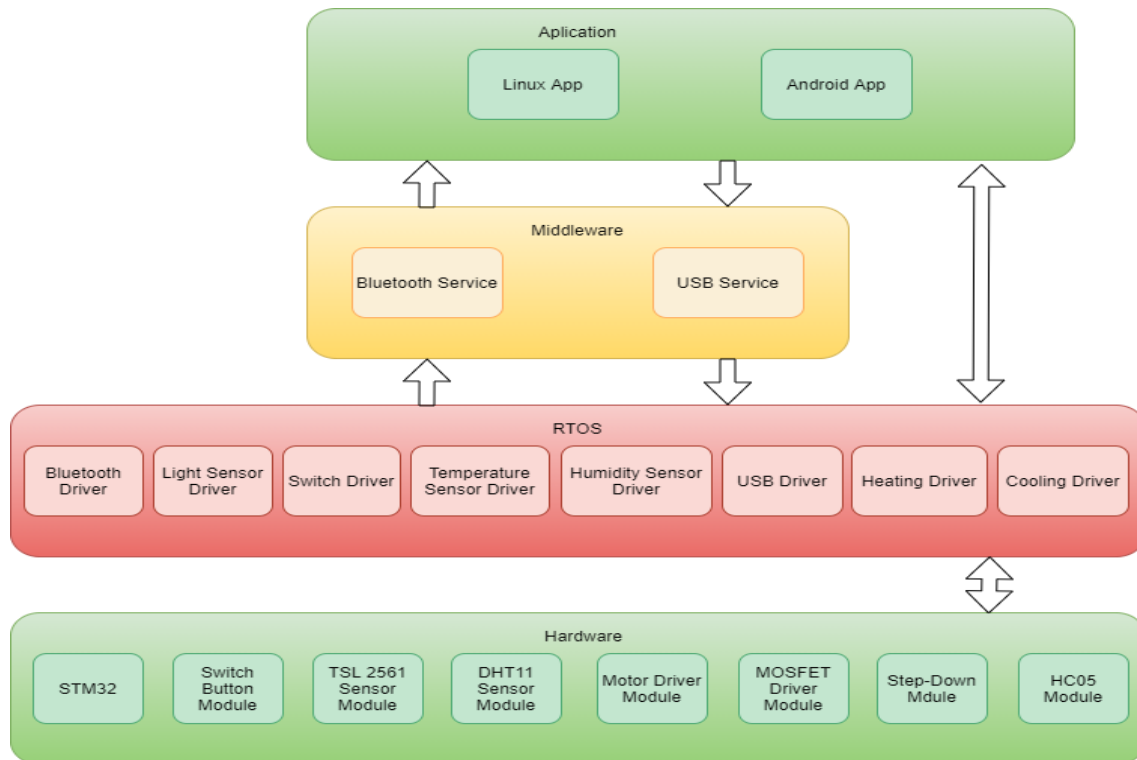 Aplication
Linux App
Android App
Middleware
Bluetooth Service
USB Service
RTOS
Bluetooth
Driver
Light Sensor
Driver
Switch Driver
Temperature
Sensor Driver
Humidity Sensor
Driver
USB Driver
Heating Driver
Cooling Driver
Hardware
STM32
Switch
Button
Module
TSL 2561
Sensor
Module
DHT11
Sensor
Module
Motor Driver
Module
MOSFET
Driver
Module
Step-Down
Mdule
HC05
Module